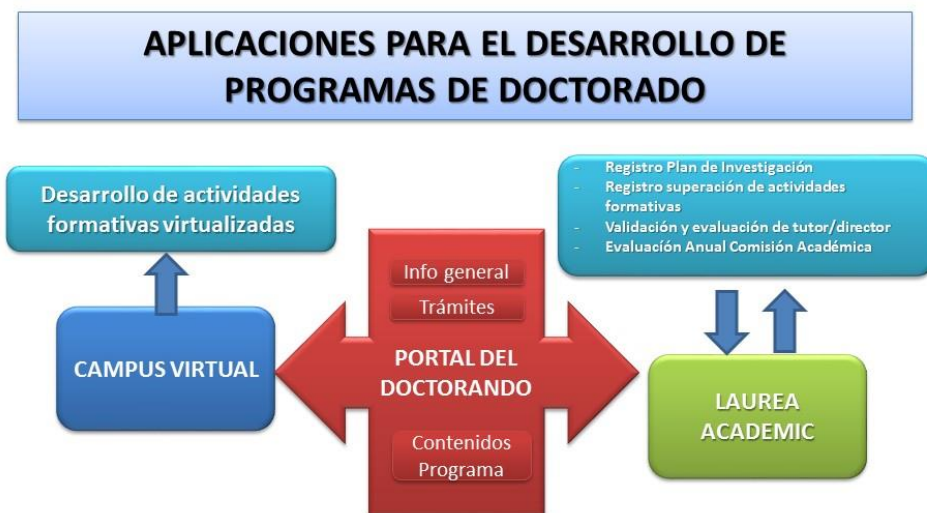 APLICACIONES PARA EL DESARROLLO DE
PROGRAMAS DE DOCTORADO
Desarrollo de actividades
formativas virtualizadas
- Registro Plan de Investigación
- Registro superación de actividades
formativas
- Validación y evaluación de tutor/director
- Evaluación Anual Comisión Académica
Info general
Trámites
CAMPUS VIRTUAL
PORTAL DEL
DOCTORANDO
LAUREA
ACADEMIC
Contenidos
Programa